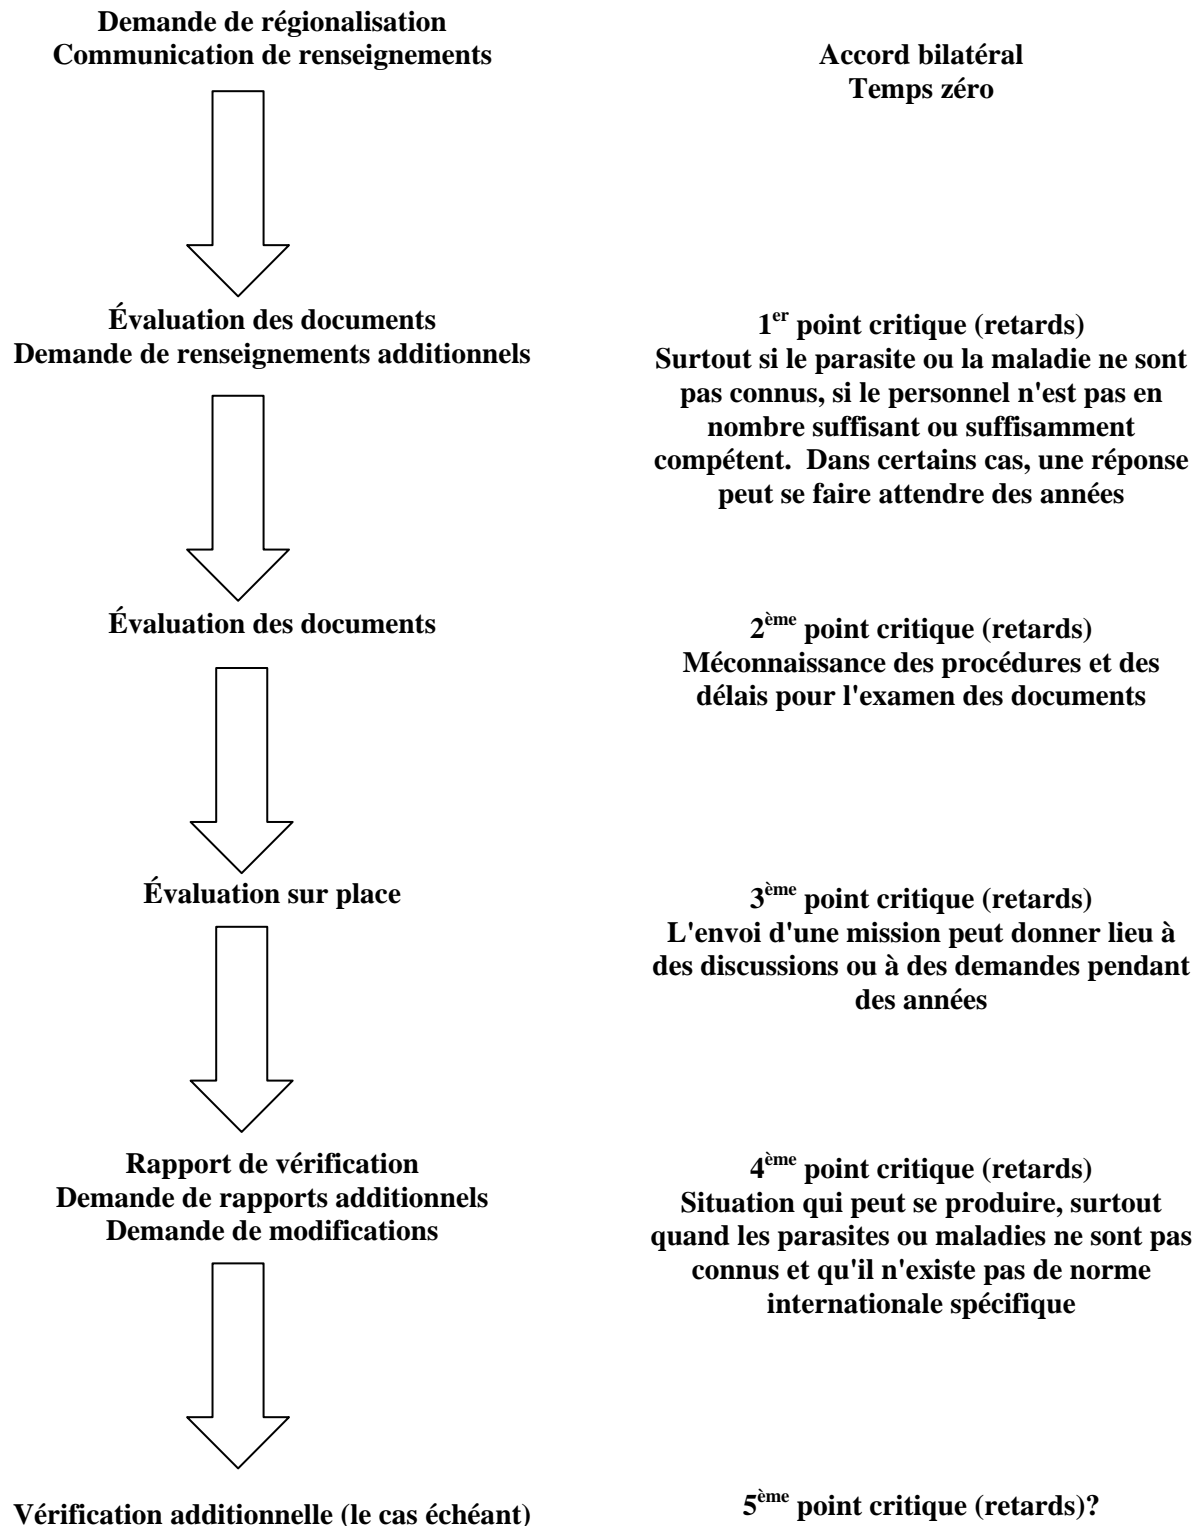 Demande de régionalisation
Communication de renseignements
Accord bilatéral
Temps zéro
Évaluation des documents
Demande de renseignements additionnels
1er point critique (retards)
Surtout si le parasite ou la maladie ne sont
pas connus, si le personnel n'est pas en
nombre suffisant ou suffisamment
compétent.  Dans certains cas, une réponse
peut se faire attendre des années
Évaluation des documents
2ème point critique (retards)
Méconnaissance des procédures et des
délais pour l'examen des documents
Évaluation sur place
3ème point critique (retards)
L'envoi d'une mission peut donner lieu à
des discussions ou à des demandes pendant
des années
Rapport de vérification
Demande de rapports additionnels
Demande de modifications
4ème point critique (retards)
Situation qui peut se produire, surtout
quand les parasites ou maladies ne sont pas
connus et qu'il n'existe pas de norme
internationale spécifique
Vérification additionnelle (le cas échéant)
5ème point critique (retards)?